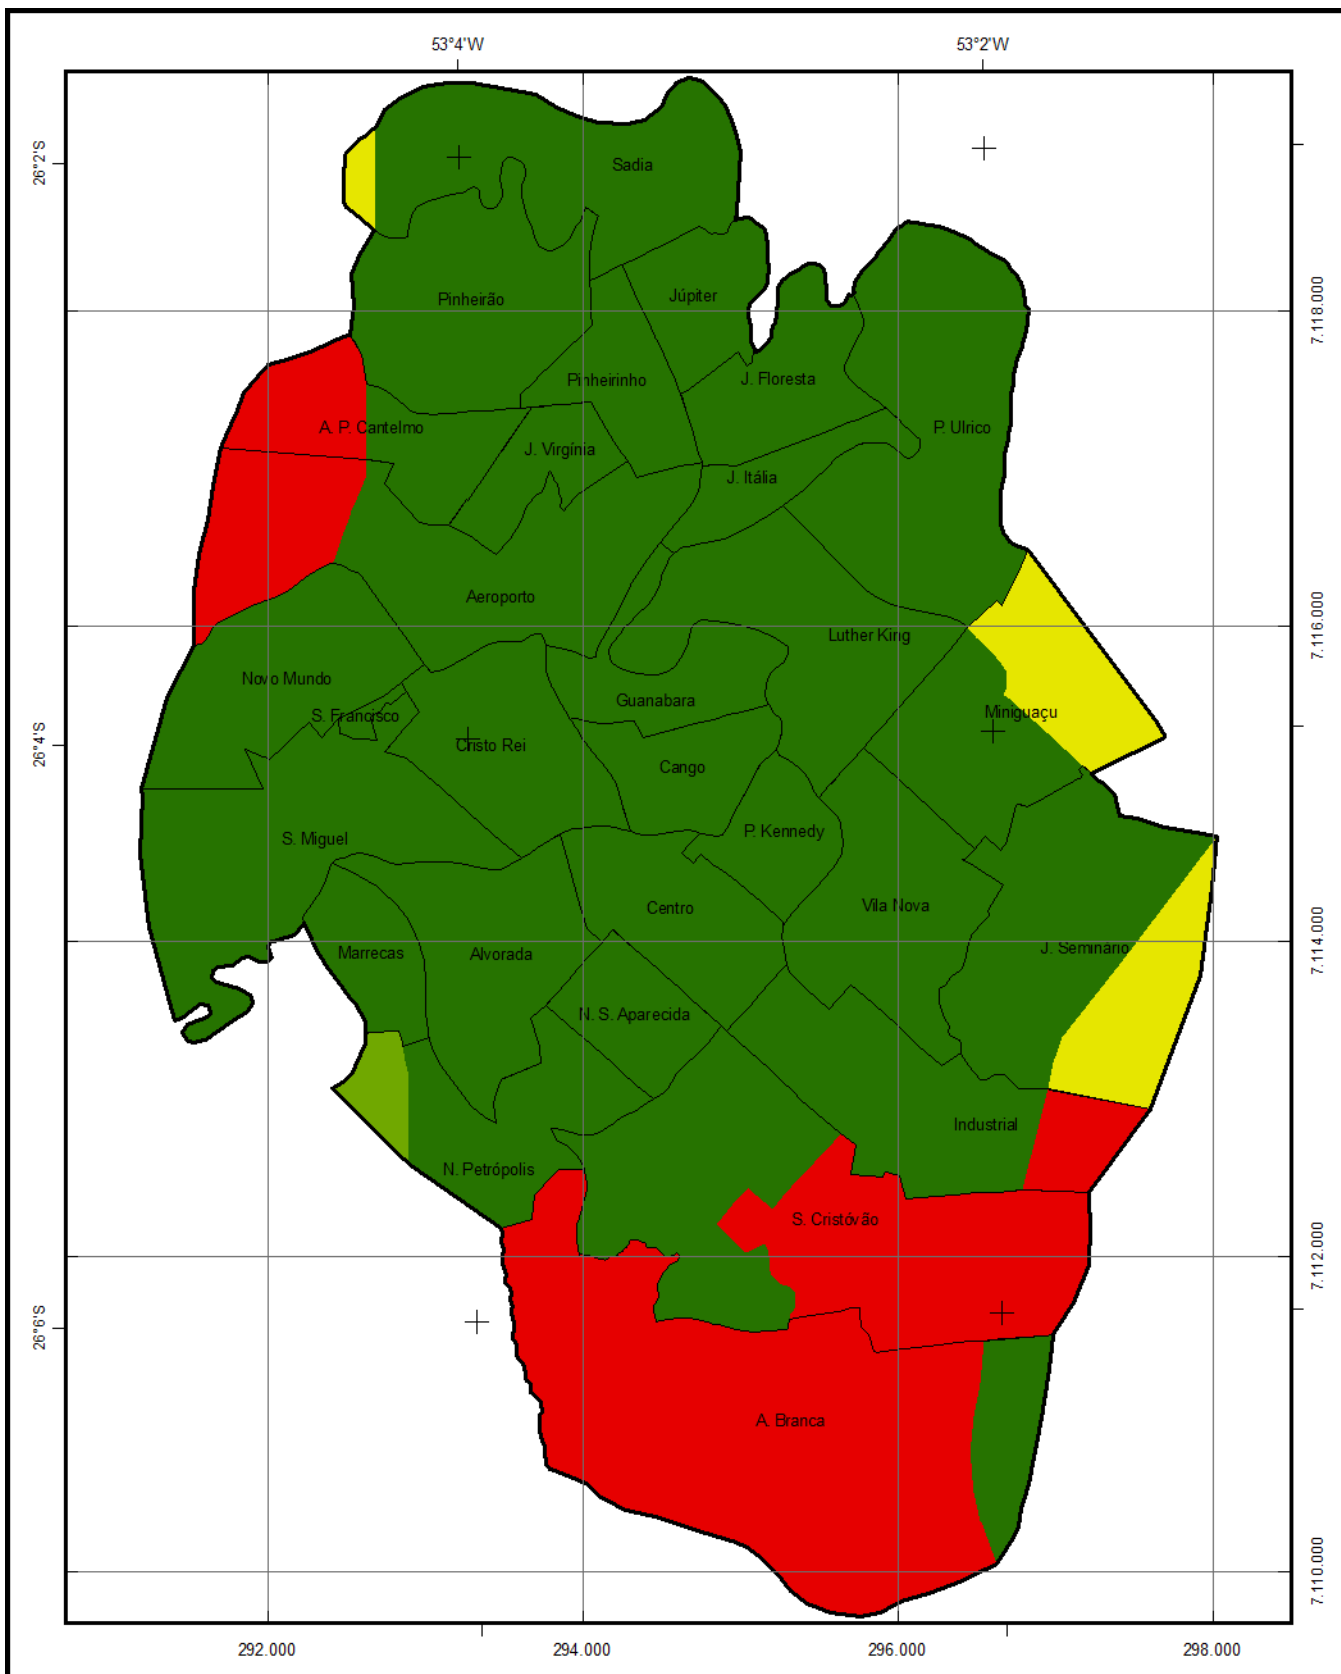 53°4'W
53°2'W
26°2'S
Sadia
Pinheirão
Júpiter
7.118.000
Pinheirinho
J. Floresta
A. P. Cantelmo
P. Ulrico
J. Virgínia
J. Itália
Aeroporto
7.116.000
Luther King
Novo Mundo
Guanabara
S. Francisco
Miniguaçu
26°4'S
Cristo Rei
Cango
P. Kennedy
S. Miguel
Vila Nova
Centro
7.114.000
J. Seminário
Marrecas
Alvorada
N. S. Aparecida
Industrial
N. Petrópolis
S. Cristóvão
7.112.000
26°6'S
A. Branca
7.110.000
292.000
294.000
296.000
298.000